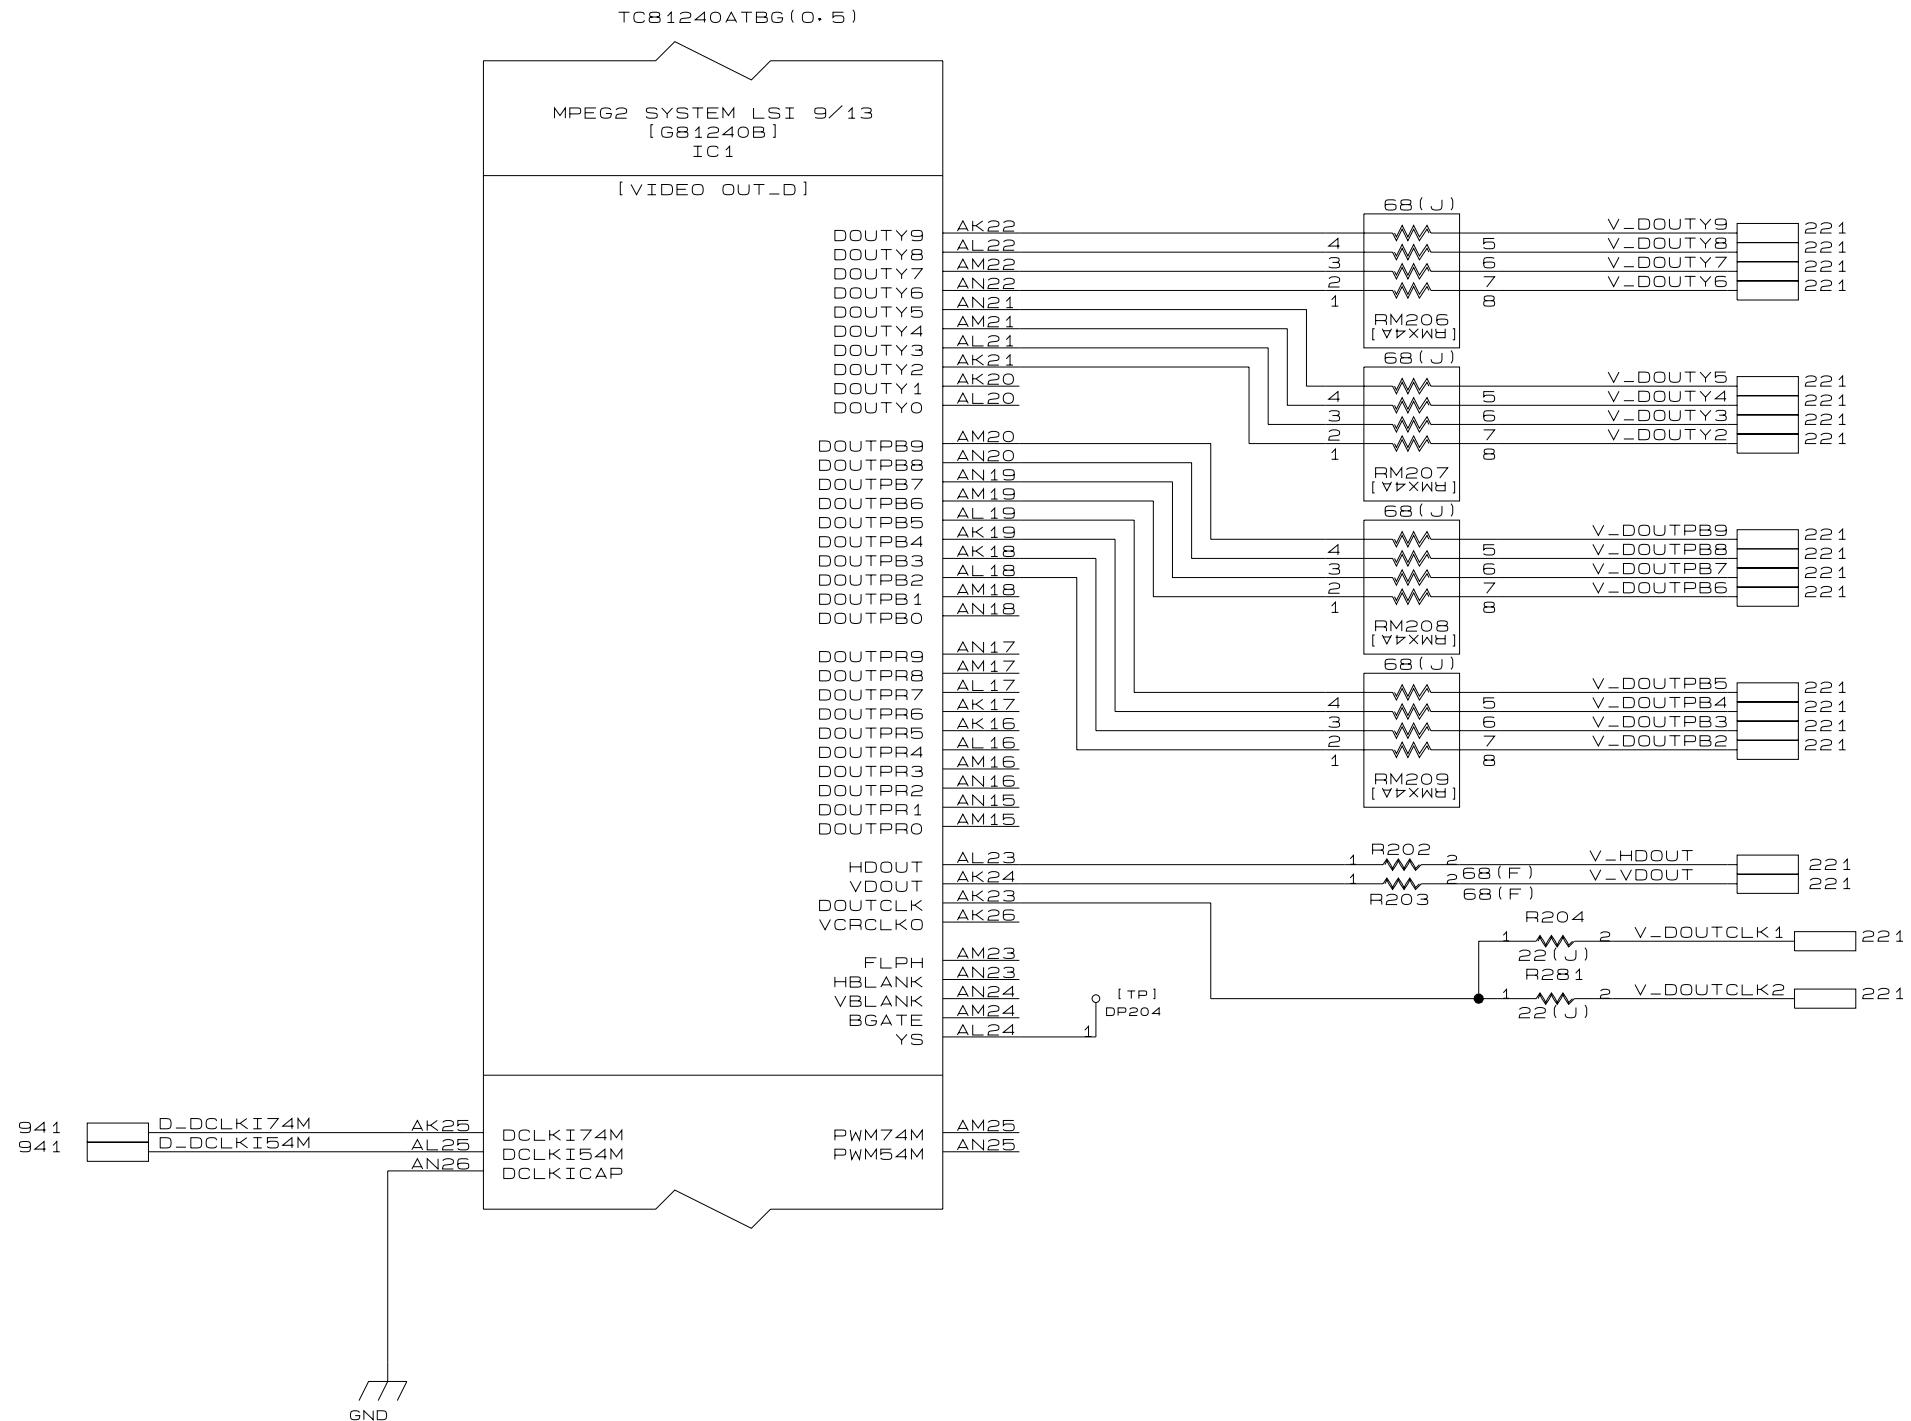 TC81240ATBG(0.5)
MPEG2 SYSTEM LSI 9/13
[G81240B]
IC1
[VIDEO OUT_D]
DOUTY9 AK22
DOUTY8 AL22
DOUTY7 AM22
DOUTY6 AN22
DOUTY5 AN21
DOUTY4 AM21
DOUTY3 AL21
DOUTY2 AK21
DOUTY1 AK20
DOUTY0 AL20
DOUTPB9 AM20
DOUTPB8 AN20
DOUTPB7 AN19
DOUTPB6 AM19
DOUTPB5 AL19
DOUTPB4 AK19
DOUTPB3 AK18
DOUTPB2 AL18
DOUTPB1 AM18
DOUTPB0 AN18
DOUTPR9 AN17
DOUTPR8 AM17
DOUTPR7 AL17
DOUTPR6 AK17
DOUTPR5 AK16
DOUTPR4 AL16
DOUTPR3 AM16
DOUTPR2 AN16
DOUTPR1 AN15
DOUTPR0 AM15
HDOUT AL23
VDOUT AK24
DOUTCLK AK23
VCRCLKO AK26
FLPH AM23
HBLANK AN23
VBLANK AN24
BGATE AM24
YS AL24
1
[TP]
DP204
68(J)
4 5 V_DOUTY9 221
3 6 V_DOUTY8 221
2 7 V_DOUTY7 221
1 8 V_DOUTY6 221
RM206
[RMX4A]
68(J)
4 5 V_DOUTY5 221
3 6 V_DOUTY4 221
2 7 V_DOUTY3 221
1 8 V_DOUTY2 221
RM207
[RMX4A]
68(J)
4 5 V_DOUTPB9 221
3 6 V_DOUTPB8 221
2 7 V_DOUTPB7 221
1 8 V_DOUTPB6 221
RM208
[RMX4A]
68(J)
4 5 V_DOUTPB5 221
3 6 V_DOUTPB4 221
2 7 V_DOUTPB3 221
1 8 V_DOUTPB2 221
RM209
[RMX4A]
R202
1 2 68(F) V_HDOUT 221
1 2 68(F) V_VDOUT 221
R203
R204
1 2 V_DOUTCLK1 221
22(J)
R281
1 2 V_DOUTCLK2 221
22(J)
941 D_DCLKI74M AK25 DCLKI74M PWM74M AM25
941 D_DCLKI54M AL25 DCLKI54M PWM54M AN25
AN26 DCLKICAP
GND